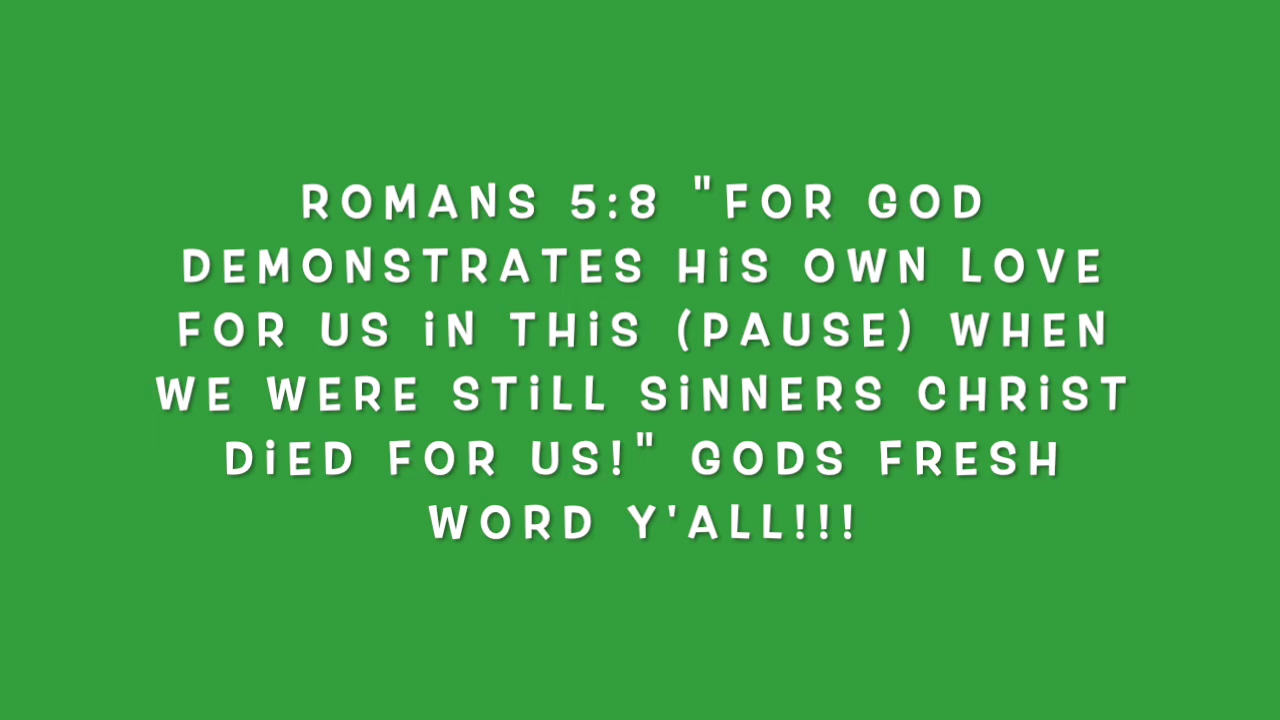 ROMANS 5:8 "FOR GOD
DEMONSTRATES HiS OWN LOVE
FOR US iN THiS (PAUSE) WHEN
WE WERE STiLL SiNNERS CHRiST
DiED FOR US!" GODS FRESH
WORD Y'ALL!!!